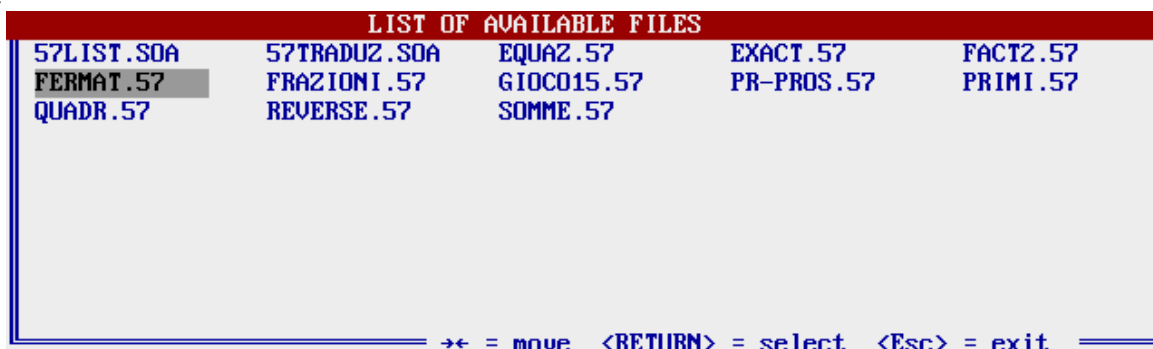 LIST OF AVAILABLE FILES
57LIST.SOA 57TRADUZ.SOA EQUAZ.57 EXACT.57 FACT2.57
FERMAT.57 FRAZIONI.57 GIOCO15.57 PR-PROS.57 PRIMI.57
QUADR.57 REVERSE.57 SOMME.57
→← = move <RETURN> = select <Esc> = exit